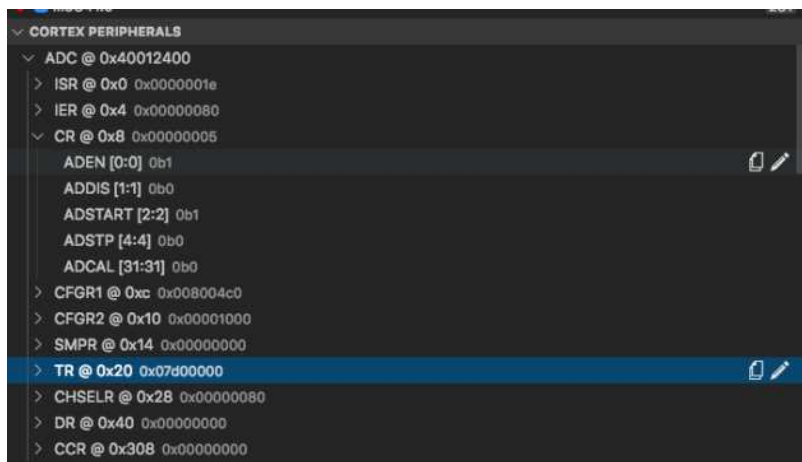 CORTEX PERIPHERALS
ADC @ 0x40012400
ISR @ 0x0 0x0000001e
IER @ 0x4 0x00000080
CR @ 0x8 0x00000005
ADEN [0:0] 0b1
ADDIS [1:1] 0b0
ADSTART [2:2] 0b1
ADSTP [4:4] 0b0
ADCAL [31:31] 0b0
CFGR1 @ 0xc 0x008004c0
CFGR2 @ 0x10 0x00001000
SMPR @ 0x14 0x00000000
TR @ 0x20 0x07d00000
CHSELR @ 0x28 0x00000080
DR @ 0x40 0x00000000
CCR @ 0x308 0x00000000